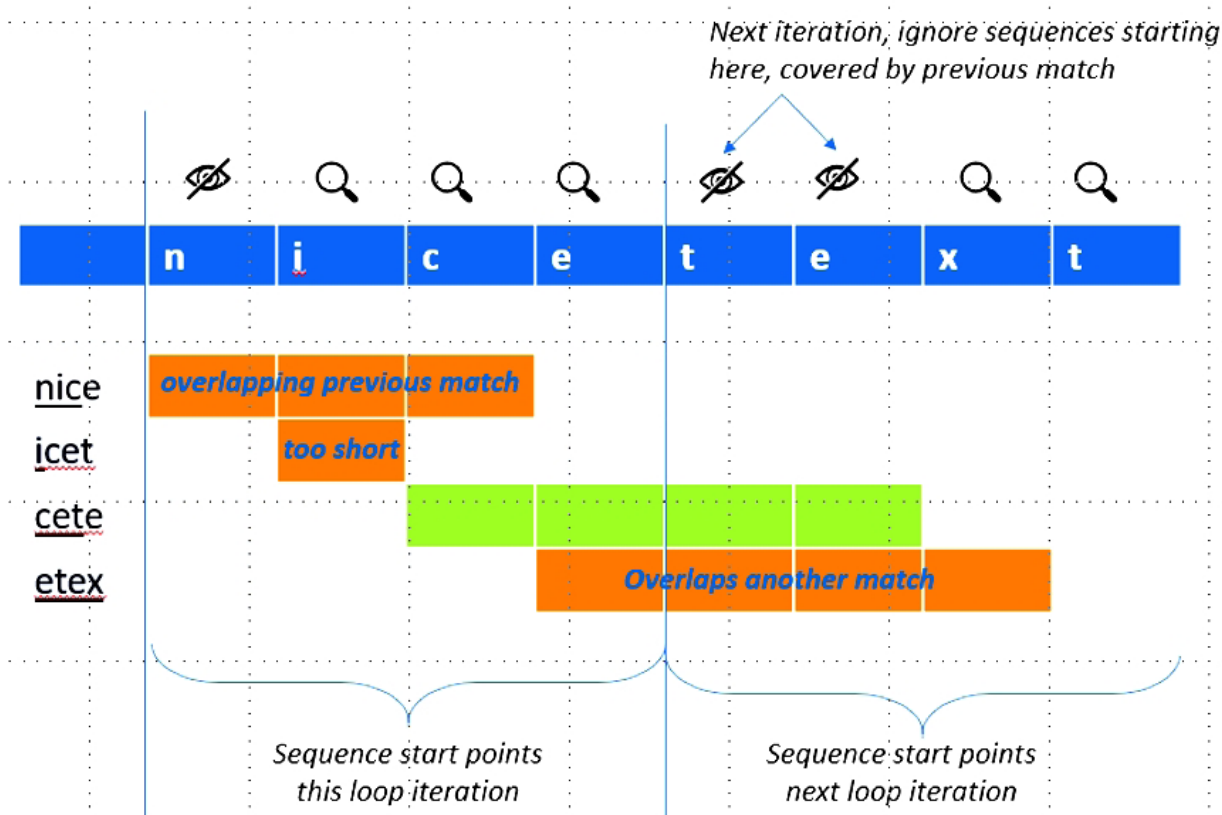 Next iteration, ignore sequences starting
here, covered by previous match
n i c e t e x t
nice
overlapping previous match
icet
too short
cete
etex
Overlaps another match
Sequence start points
this loop iteration
Sequence start points
next loop iteration